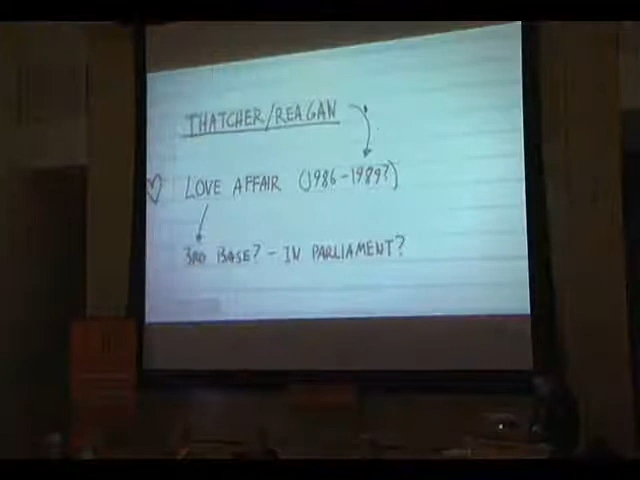 THATCHER/REAGAN
LOVE AFFAIR (1986-1989?)
3RD BASE? - IN PARLIAMENT?